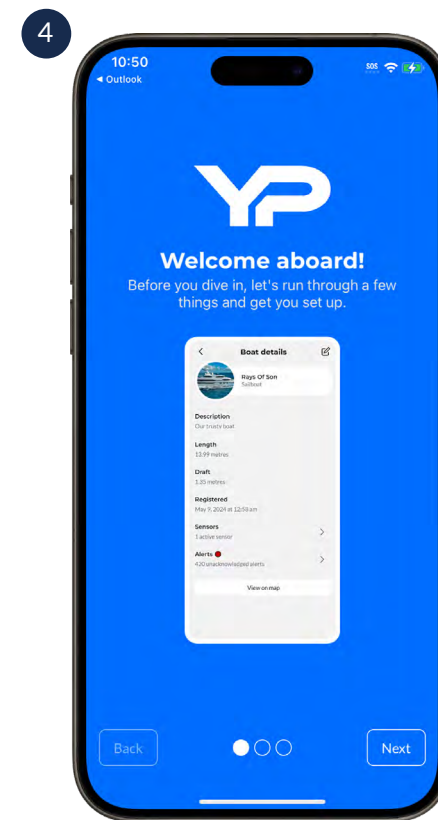 4
10:50
SOS
◀ Outlook
YP
Welcome aboard!
Before you dive in, let's run through a few
things and get you set up.
Boat details
Rays Of Son
Sailboat
Description
Our trusty boat
Length
13.99 metres
Draft
metres
Registered
May 9, 2024 at 12:58 am
Sensors
1 active sensor
Alerts
420 unacknowledged alerts
View on map
Back
Next